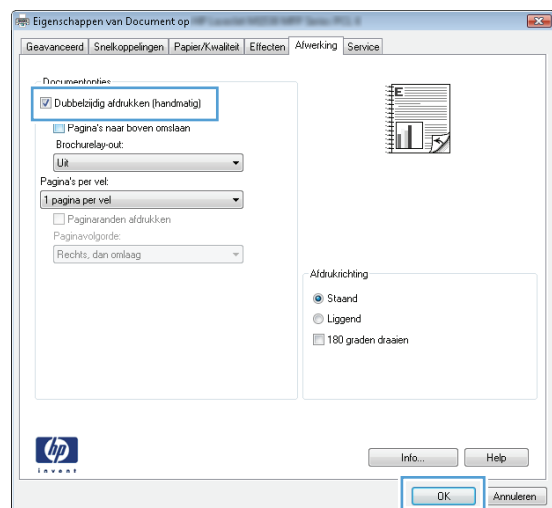 Eigenschappen van Document op
Geavanceerd Snelkoppelingen Papier/Kwaliteit Effecten Afwerking Service
Documentopties
Dubbelzijdig afdrukken (handmatig)
Pagina's naar boven omslaan
Brochurelay-out:
Uit
Pagina's per vel:
1 pagina per vel
Paginaranden afdrukken
Paginavolgorde:
Rechts, dan omlaag
E
Afdrukrichting
Staand
Liggend
180 graden draaien
hp
invent
Info... Help
OK Annuleren